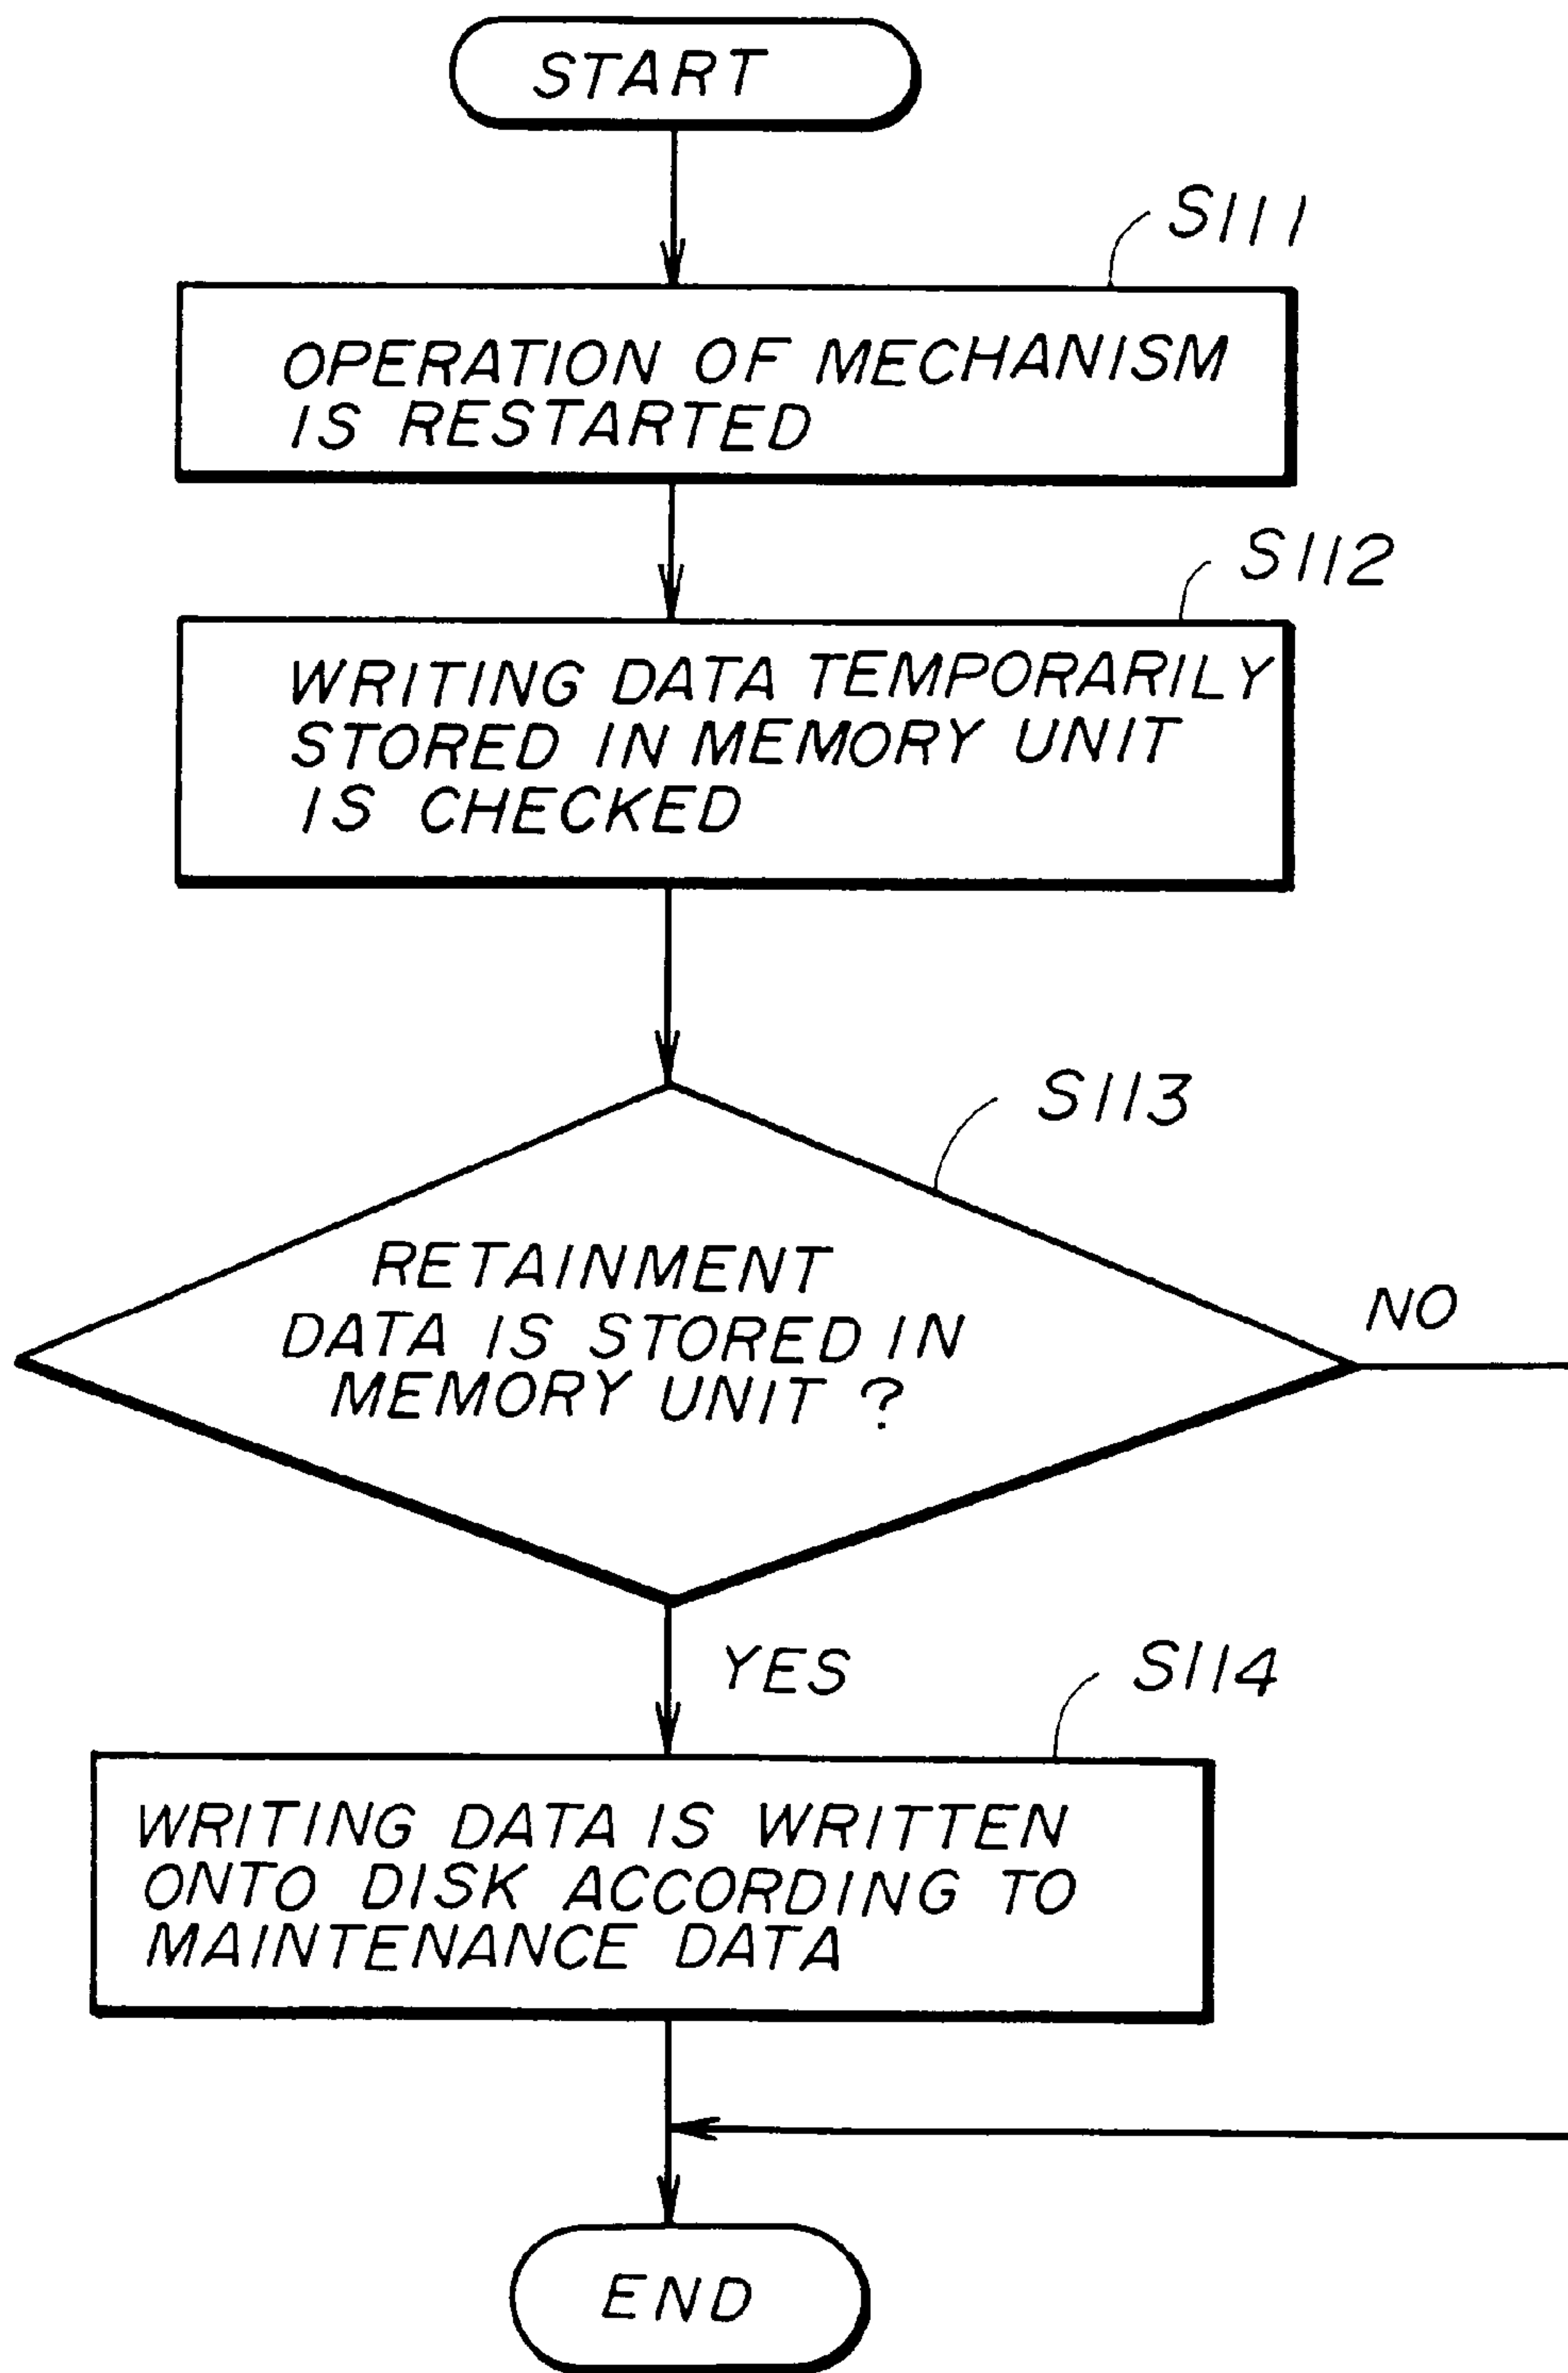 START
S111
OPERATION OF MECHANISM
IS RESTARTED
S112
WRITING DATA TEMPORARILY
STORED IN MEMORY UNIT
IS CHECKED
S113
RETAINMENT
DATA IS STORED IN
MEMORY UNIT ?
NO
YES
S114
WRITING DATA IS WRITTEN
ONTO DISK ACCORDING TO
MAINTENANCE DATA
END